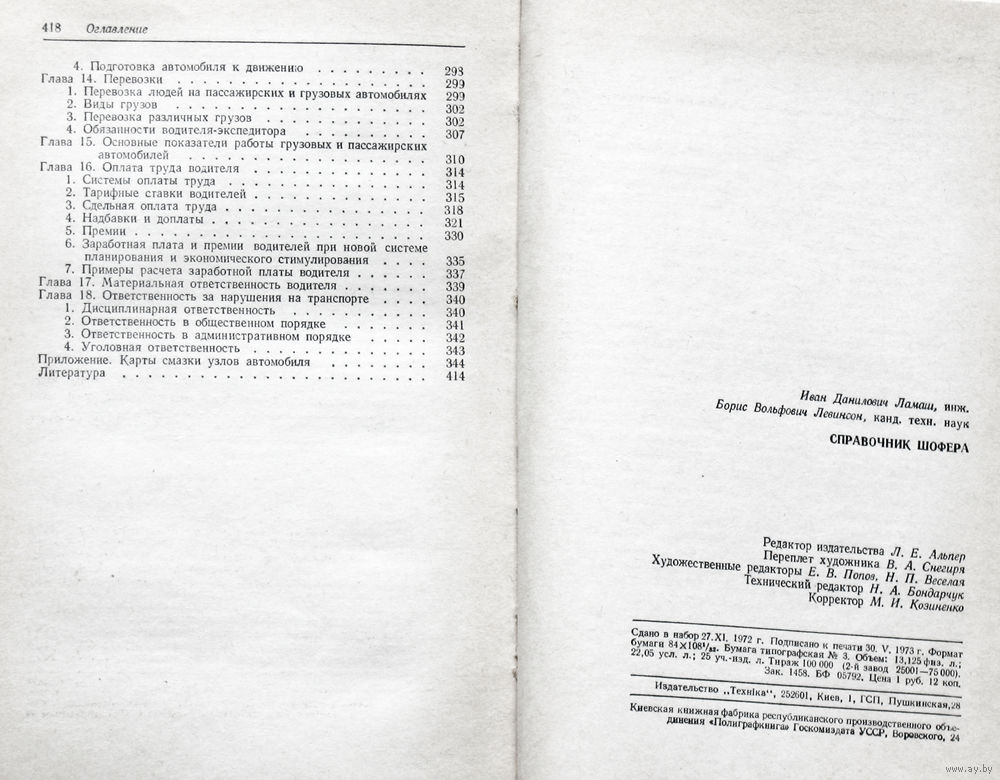 418 Оглавление
4. Подготовка автомобиля к движению . . . . . . . . . 293
Глава 14. Перевозки . . . . . . . . . . . . . . . . . . 299
1. Перевозка людей на пассажирских и грузовых автомобилях 299
2. Виды грузов . . . . . . . . . . . . . . . . . . 302
3. Перевозка различных грузов . . . . . . . . . . . . 302
4. Обязанности водителя-экспедитора . . . . . . . . . 307
Глава 15. Основные показатели работы грузовых и пассажирских
автомобилей . . . . . . . . . . . . . . . . . 310
Глава 16. Оплата труда водителя . . . . . . . . . . . . . 314
1. Системы оплаты труда . . . . . . . . . . . . . . 314
2. Тарифные ставки водителей . . . . . . . . . . . . 315
3. Сдельная оплата труда . . . . . . . . . . . . . . 318
4. Надбавки и доплаты . . . . . . . . . . . . . . . 321
5. Премии . . . . . . . . . . . . . . . . . . . . 330
6. Заработная плата и премии водителей при новой системе
планирования и экономического стимулирования . . . . 335
7. Примеры расчета заработной платы водителя . . . . . . 337
Глава 17. Материальная ответственность водителя . . . . . . . 339
Глава 18. Ответственность за нарушения на транспорте . . . . 340
1. Дисциплинарная ответственность . . . . . . . . . . 340
2. Ответственность в общественном порядке . . . . . . 341
3. Ответственность в административном порядке . . . . . 342
4. Уголовная ответственность . . . . . . . . . . . . 343
Приложение. Карты смазки узлов автомобиля . . . . . . . 344
Литература . . . . . . . . . . . . . . . . . . . . . 414
Иван Данилович Ламаш, инж.
Борис Вольфович Левинсон, канд. техн. наук
СПРАВОЧНИК ШОФЕРА
Редактор издательства Л. Е. Альпер
Переплет художника В. А. Снегиря
Художественные редакторы Е. В. Попов, Н. П. Веселая
Технический редактор Н. А. Бондарчук
Корректор М. И. Козиненко
Сдано в набор 27.XI. 1972 г. Подписано к печати 30. V. 1973 г. Формат
бумаги 84×108¹/₃₂. Бумага типографская № 3. Объем: 13,125 физ. л.;
22,05 усл. л.; 25 уч.-изд. л. Тираж 100 000 (2-й завод 25001—75 000).
Зак. 1458. БФ 05792. Цена 1 руб. 12 коп.
Издательство „Техніка“, 252601, Киев, 1, ГСП, Пушкинская,28
Киевская книжная фабрика республиканского производственного объе-
динения «Полиграфкнига» Госкомиздата УССР, Воровского, 24
www.ay.by